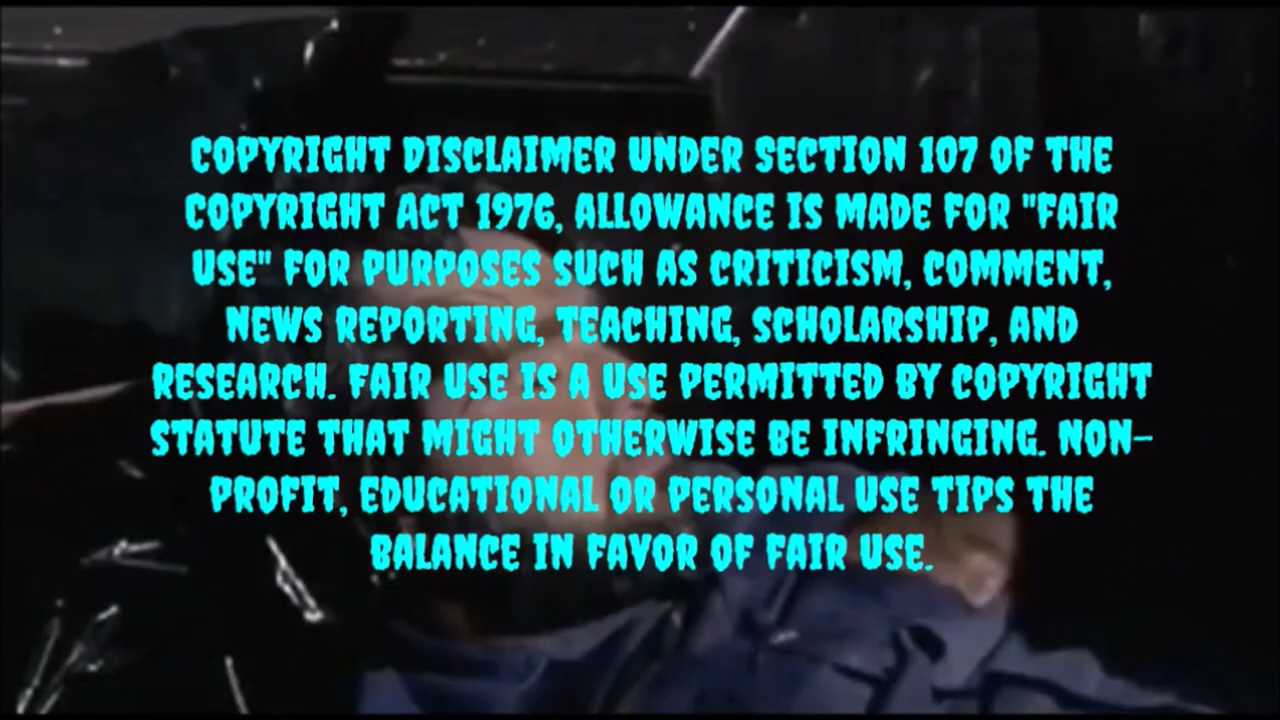 COPYRIGHT DISCLAIMER UNDER SECTION 107 OF THE
COPYRIGHT ACT 1976, ALLOWANCE IS MADE FOR "FAIR
USE" FOR PURPOSES SUCH AS CRITICISM, COMMENT,
NEWS REPORTING, TEACHING, SCHOLARSHIP, AND
RESEARCH. FAIR USE IS A USE PERMITTED BY COPYRIGHT
STATUTE THAT MIGHT OTHERWISE BE INFRINGING. NON-
PROFIT, EDUCATIONAL OR PERSONAL USE TIPS THE
BALANCE IN FAVOR OF FAIR USE.